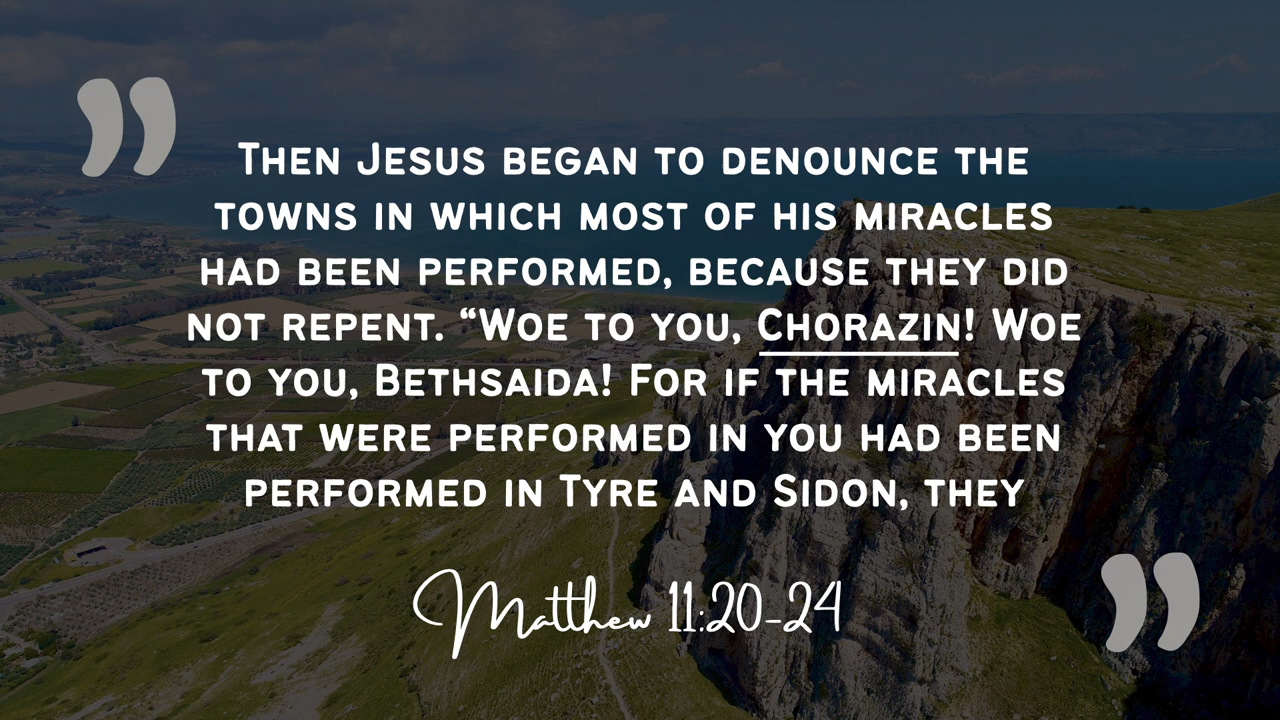 Then Jesus began to denounce the
towns in which most of his miracles
had been performed, because they did
not repent. “Woe to you, Chorazin! Woe
to you, Bethsaida! For if the miracles
that were performed in you had been
performed in Tyre and Sidon, they
Matthew 11:20-24